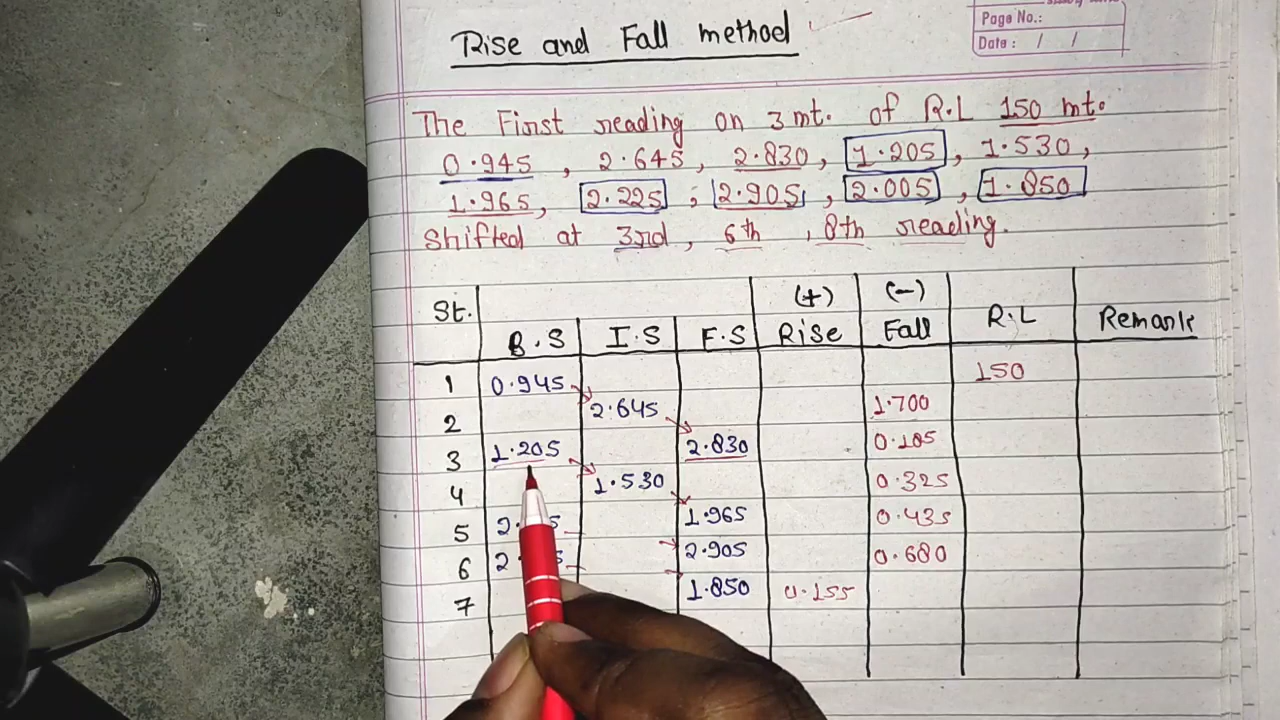 Page No.:
Date : / /
Rise and Fall method
The First reading on 3 mt. of R.L 150 mt.
0.945 , 2.645 , 2.830 , 1.205 , 1.530 ,
1.965 , 2.225 , 2.905 , 2.005 , 1.850
Shifted at 3rd , 6th , 8th reading.
St. B.S I.S F.S (+) Rise (-) Fall R.L Remark
1 0.945 150
2 2.645 1.700
3 1.205 2.830 0.185
4 1.530 0.325
5 1.965 0.435
6 2.905 0.680
7 1.850 0.155